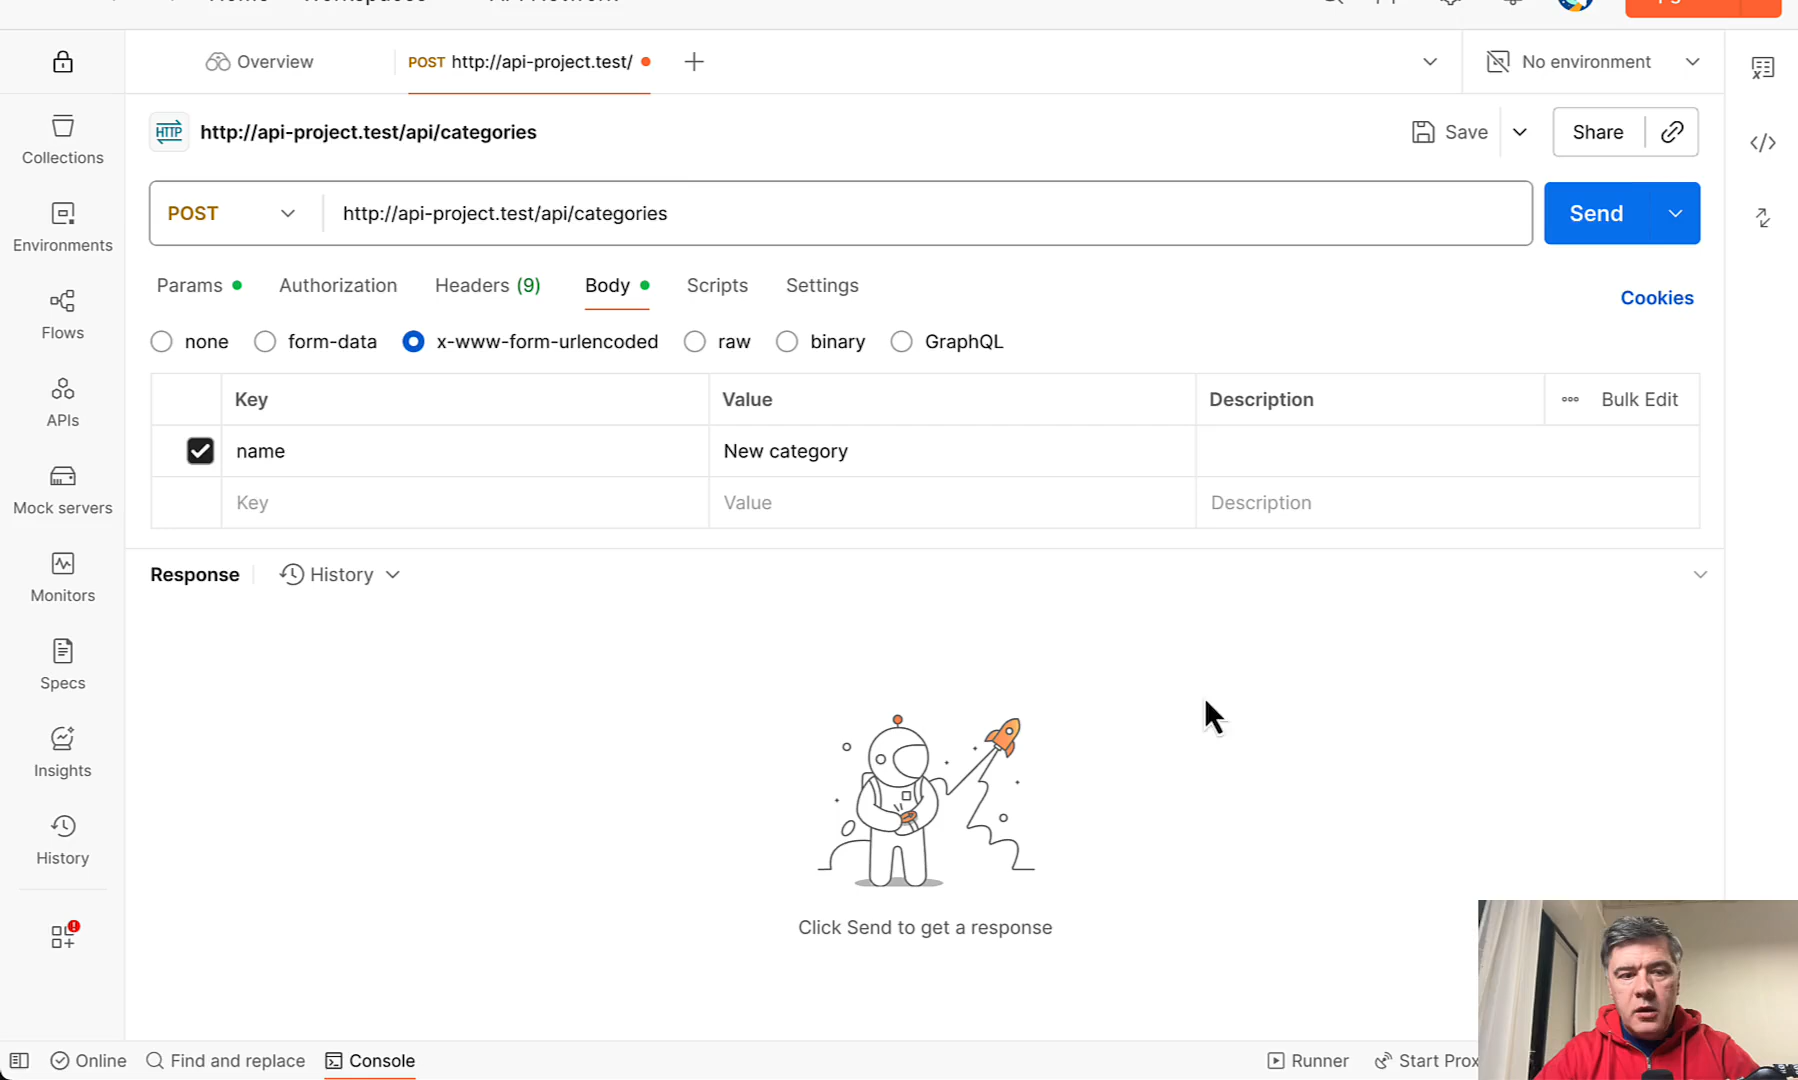 Overview
POST http://api-project.test/
No environment
HTTP http://api-project.test/api/categories
Save
Share
POST
http://api-project.test/api/categories
Send
Params
Authorization
Headers (9)
Body
Scripts
Settings
Cookies
none
form-data
x-www-form-urlencoded
raw
binary
GraphQL
Key
Value
Description
Bulk Edit
name
New category
Key
Value
Description
Response
History
Click Send to get a response
Collections
Environments
Flows
APIs
Mock servers
Monitors
Specs
Insights
History
Online
Find and replace
Console
Runner
Start Prox